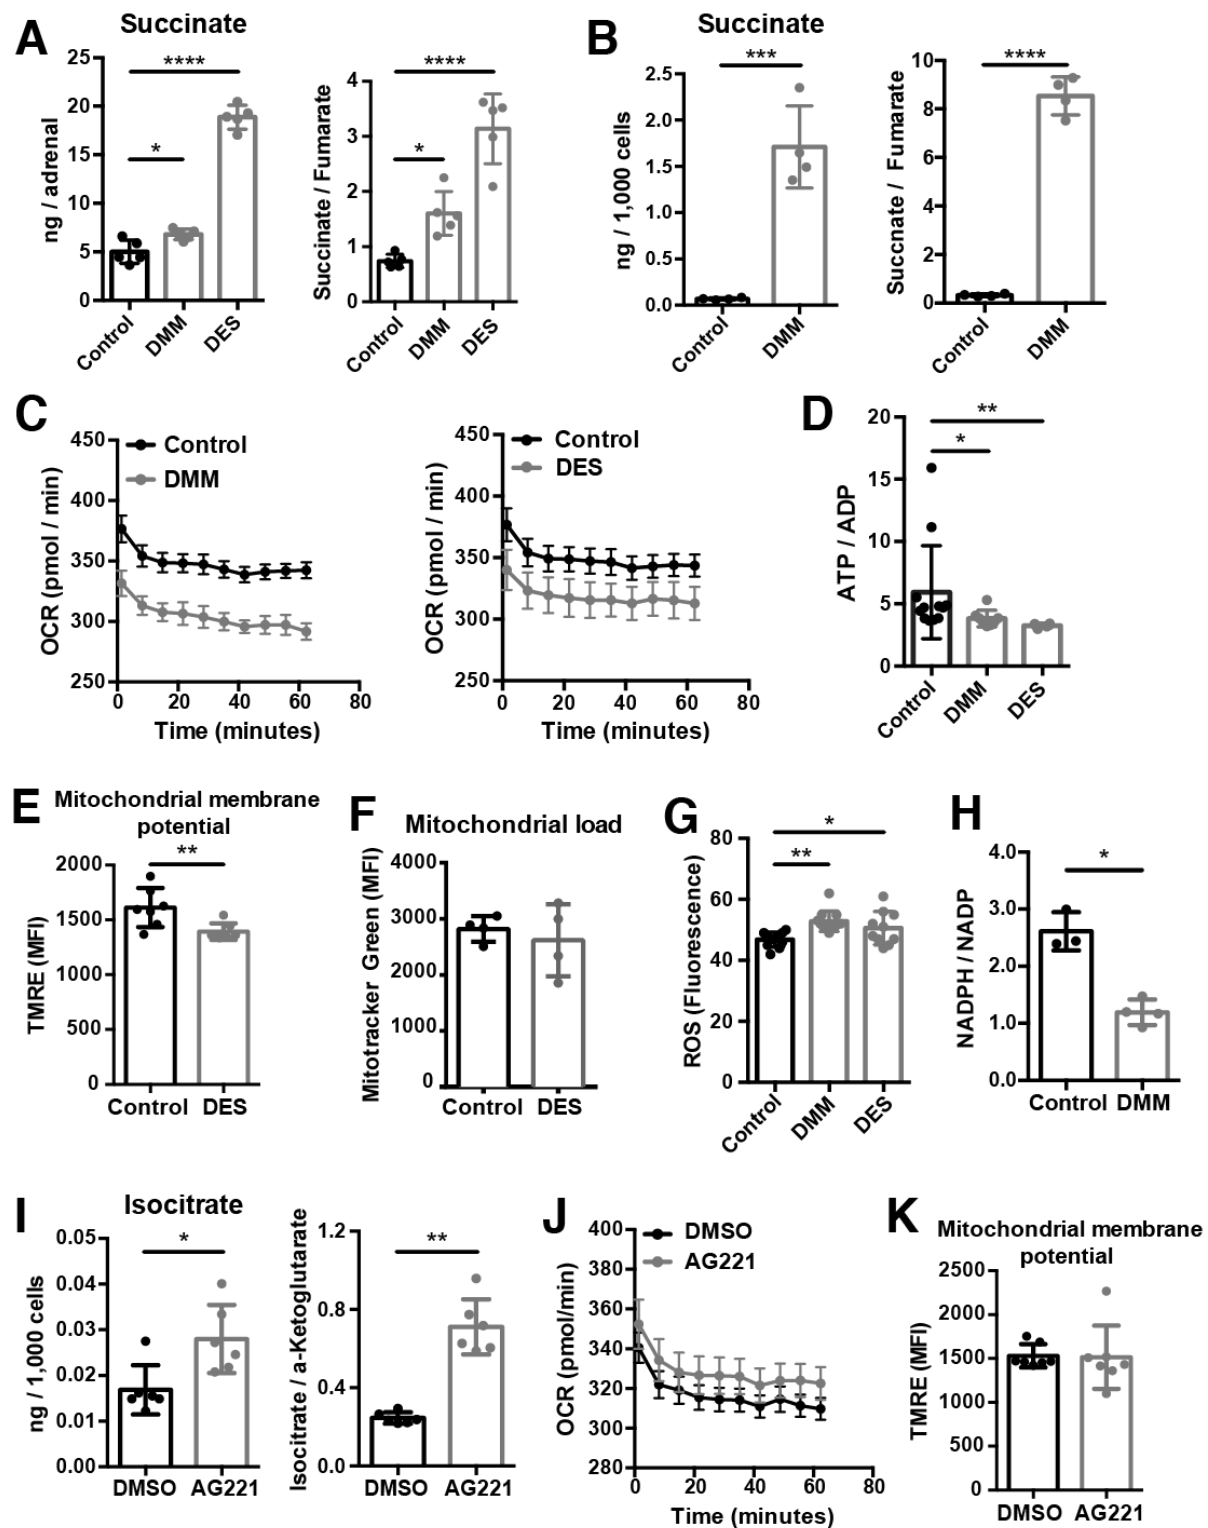 A
Succinate
ng / adrenal
25
20
15
10
5
0
****
*
Control
DMM
DES
Succinate / Fumarate
4
3
2
1
0
****
*
Control
DMM
DES
B
Succinate
ng / 1,000 cells
2.5
2.0
1.5
1.0
0.5
0.0
***
Control
DMM
Succnate / Fumarate
10
8
6
4
2
0
****
Control
DMM
C
OCR (pmol / min)
450
400
350
300
250
Control
DMM
0 20 40 60 80
Time (minutes)
OCR (pmol / min)
450
400
350
300
250
Control
DES
0 20 40 60 80
Time (minutes)
D
ATP / ADP
20
15
10
5
0
**
*
Control
DMM
DES
E
Mitochondrial membrane
potential
TMRE (MFI)
2000
1500
1000
500
0
**
Control DES
F
Mitochondrial load
Mitotracker Green (MFI)
4000
3000
2000
1000
0
Control DES
G
ROS (Fluorescence)
80
60
40
20
0
*
**
Control
DMM
DES
H
NADPH / NADP
4.0
3.0
2.0
1.0
0.0
*
Control DMM
I
Isocitrate
ng / 1,000 cells
0.05
0.04
0.03
0.02
0.01
0.00
*
DMSO AG221
Isocitrate / a-Ketoglutarate
1.2
0.8
0.4
0.0
**
DMSO AG221
J
OCR (pmol/min)
400
380
360
340
320
300
280
DMSO
AG221
0 20 40 60 80
Time (minutes)
K
Mitochondrial membrane
potential
TMRE (MFI)
2500
2000
1500
1000
500
0
DMSO AG221